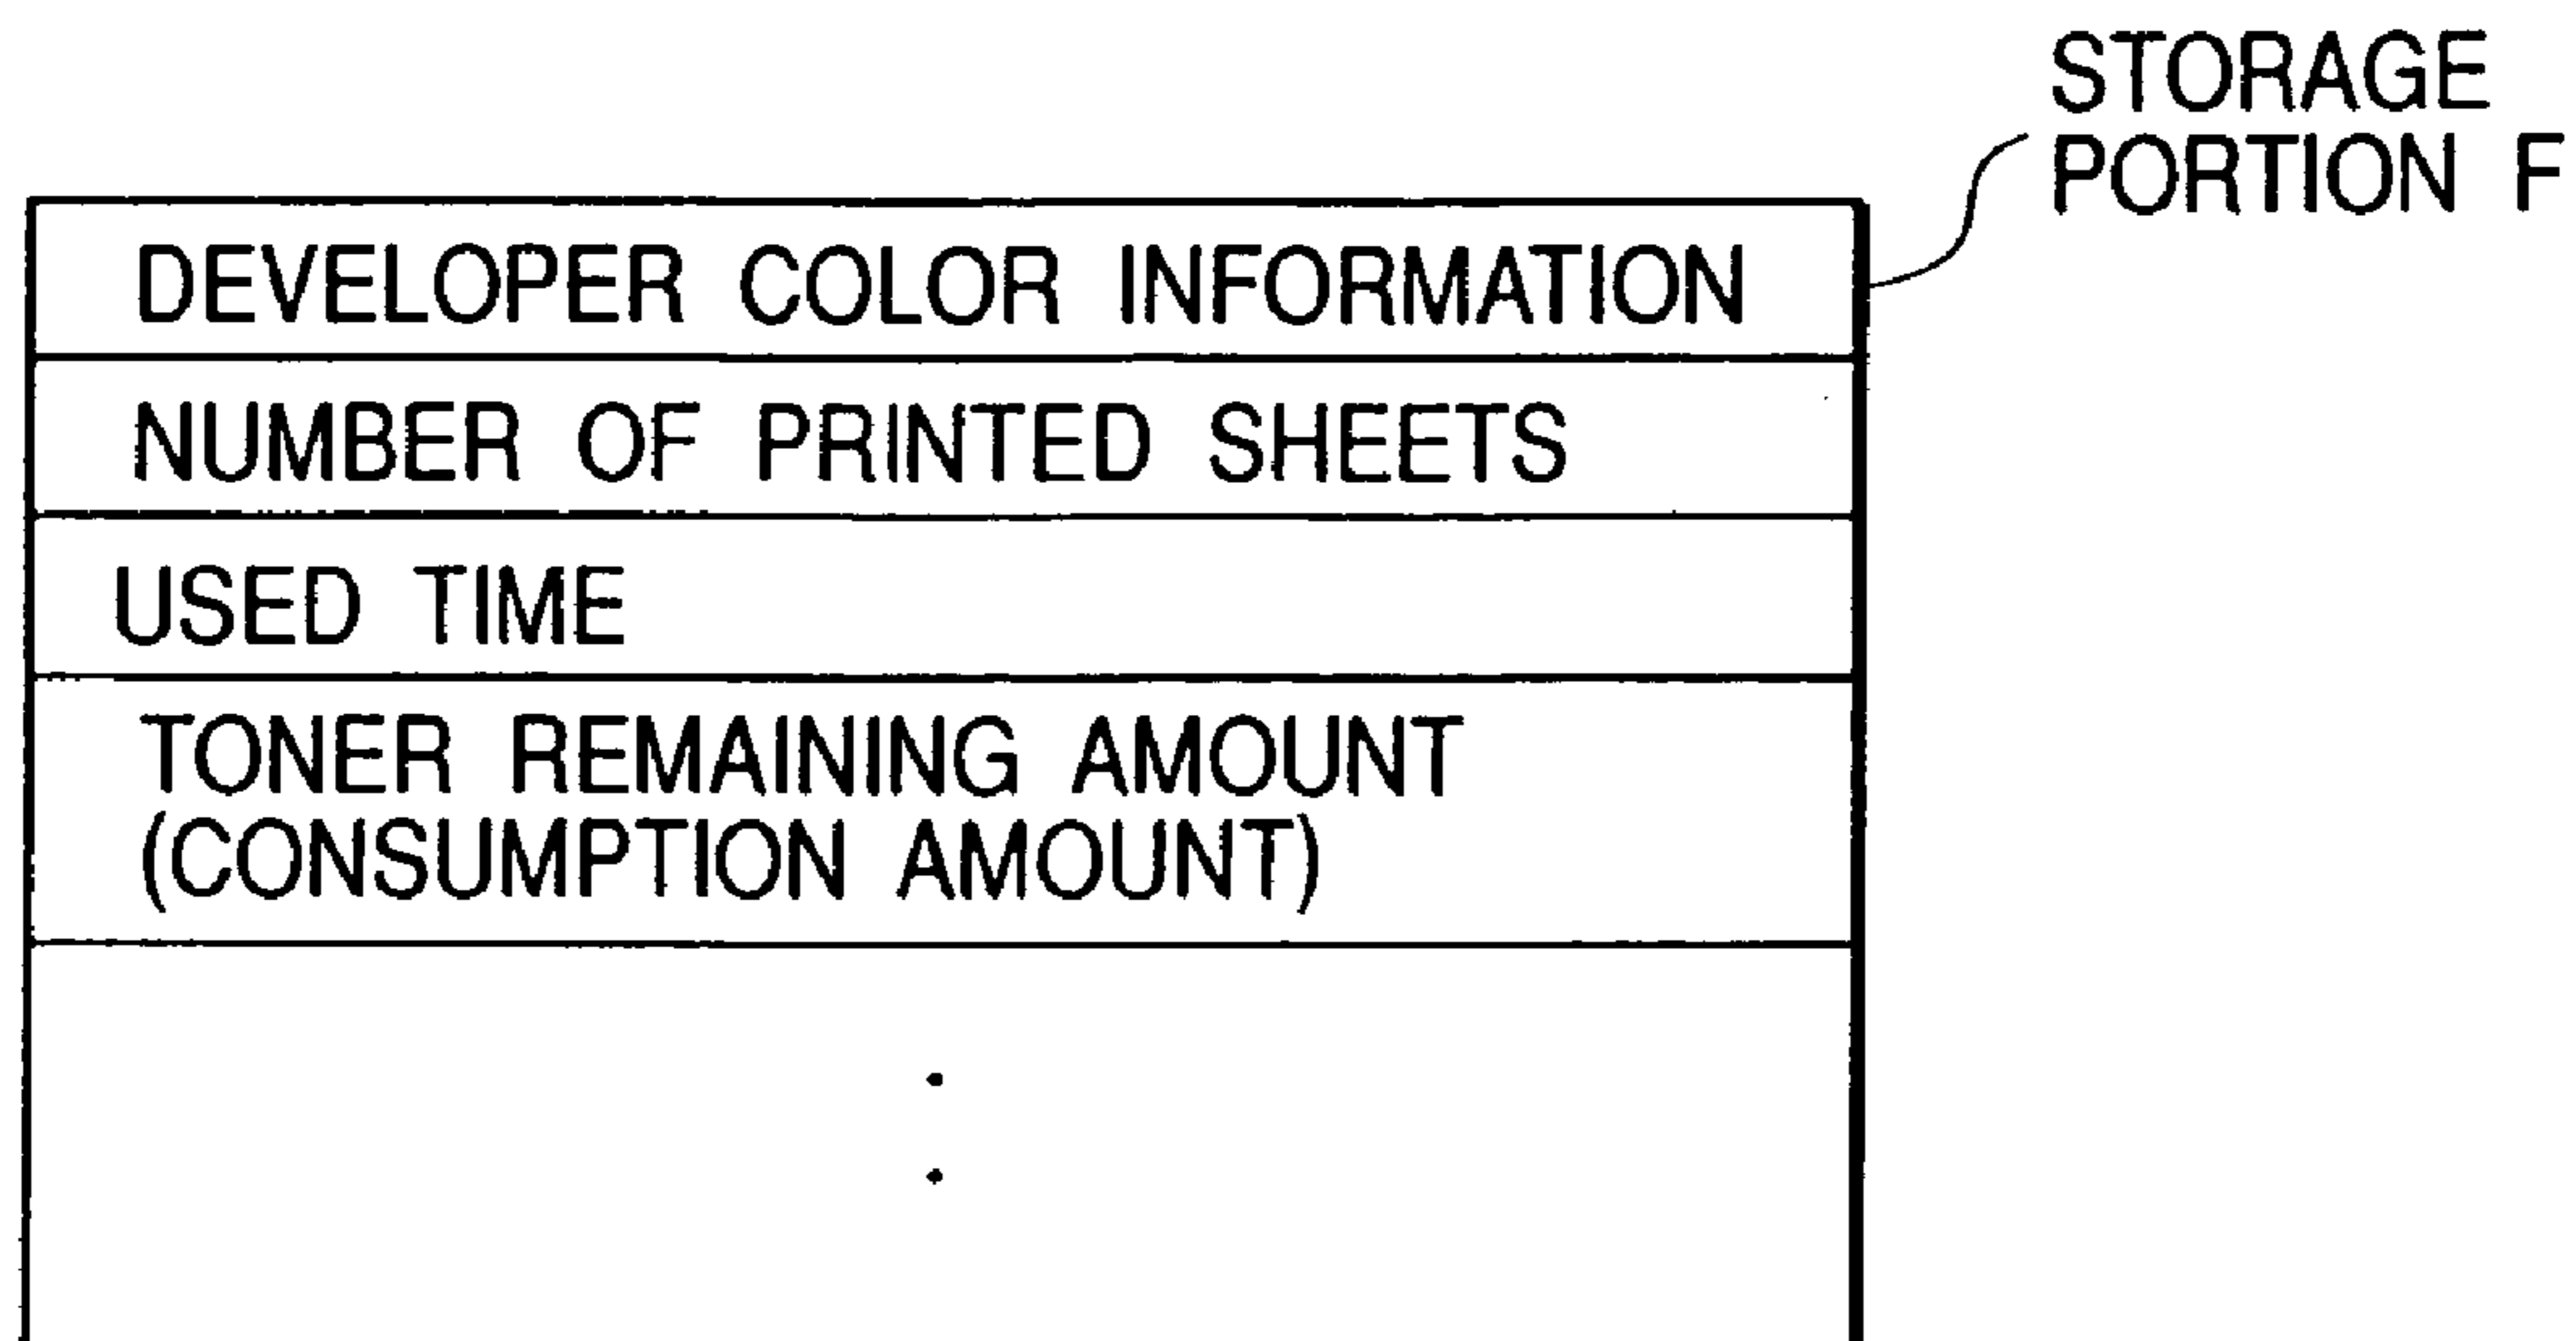 STORAGE
PORTION F
DEVELOPER COLOR INFORMATION
NUMBER OF PRINTED SHEETS
USED TIME
TONER REMAINING AMOUNT
(CONSUMPTION AMOUNT)